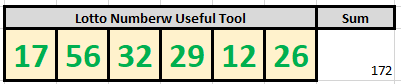 Lotto Numberw Useful Tool Sum
17 56 32 29 12 26 172